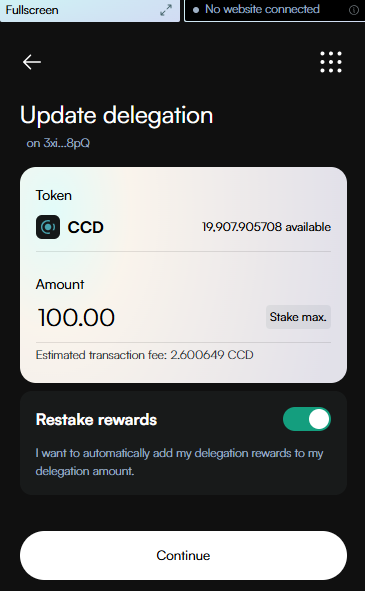 Fullscreen
No website connected
Update delegation
on 3xi...8pQ
Token
CCD
19,907.905708 available
Amount
100.00
Stake max.
Estimated transaction fee: 2.600649 CCD
Restake rewards
I want to automatically add my delegation rewards to my
delegation amount.
Continue